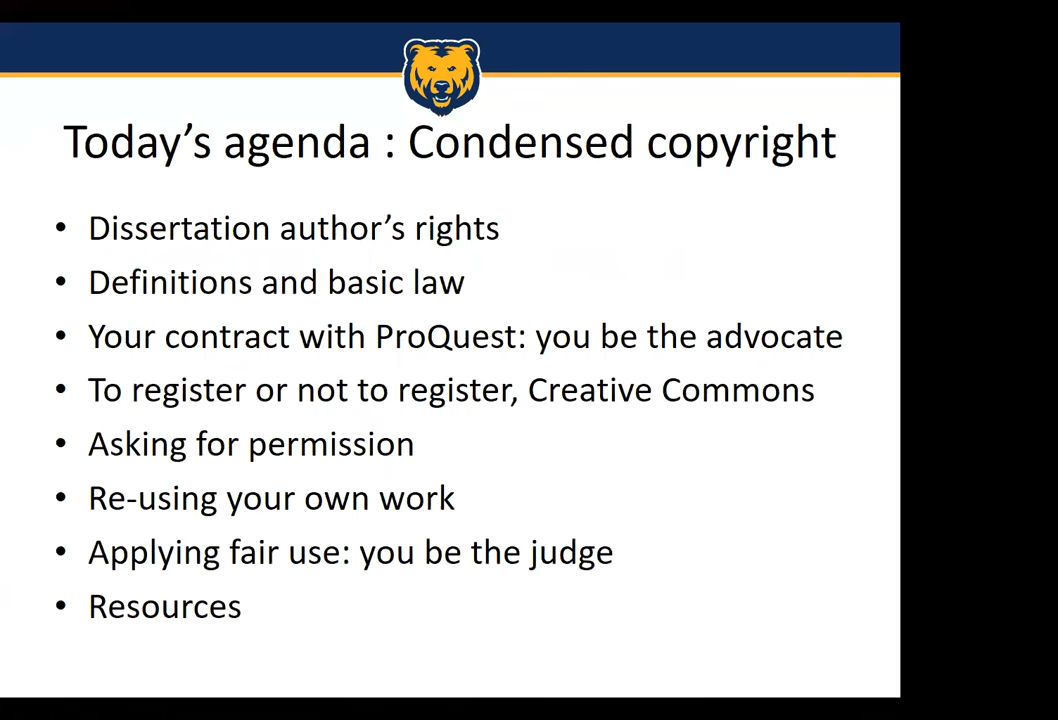 Today’s agenda : Condensed copyright
• Dissertation author’s rights
• Definitions and basic law
• Your contract with ProQuest: you be the advocate
• To register or not to register, Creative Commons
• Asking for permission
• Re-using your own work
• Applying fair use: you be the judge
• Resources